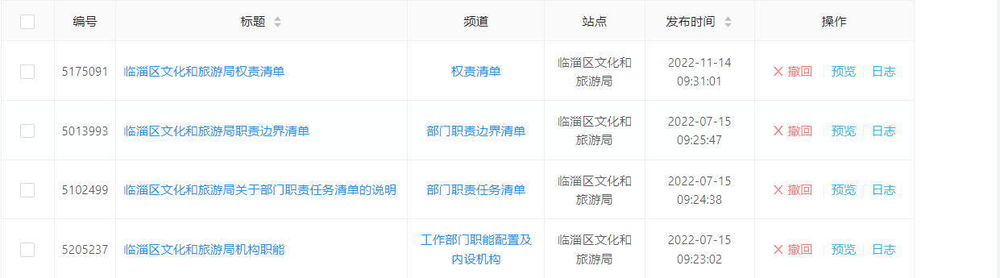 编号 标题 频道 站点 发布时间 操作
5175091 临淄区文化和旅游局权责清单 权责清单 临淄区文化和 2022-11-14 撤回 预览 日志
旅游局 09:31:01
5013993 临淄区文化和旅游局职责边界清单 部门职责边界清单 临淄区文化和 2022-07-15 撤回 预览 日志
旅游局 09:25:47
5102499 临淄区文化和旅游局关于部门职责任务清单的说明 部门职责任务清单 临淄区文化和 2022-07-15 撤回 预览 日志
旅游局 09:24:38
5205237 临淄区文化和旅游局机构职能 工作部门职能配置及 临淄区文化和 2022-07-15 撤回 预览 日志
内设机构 旅游局 09:23:02